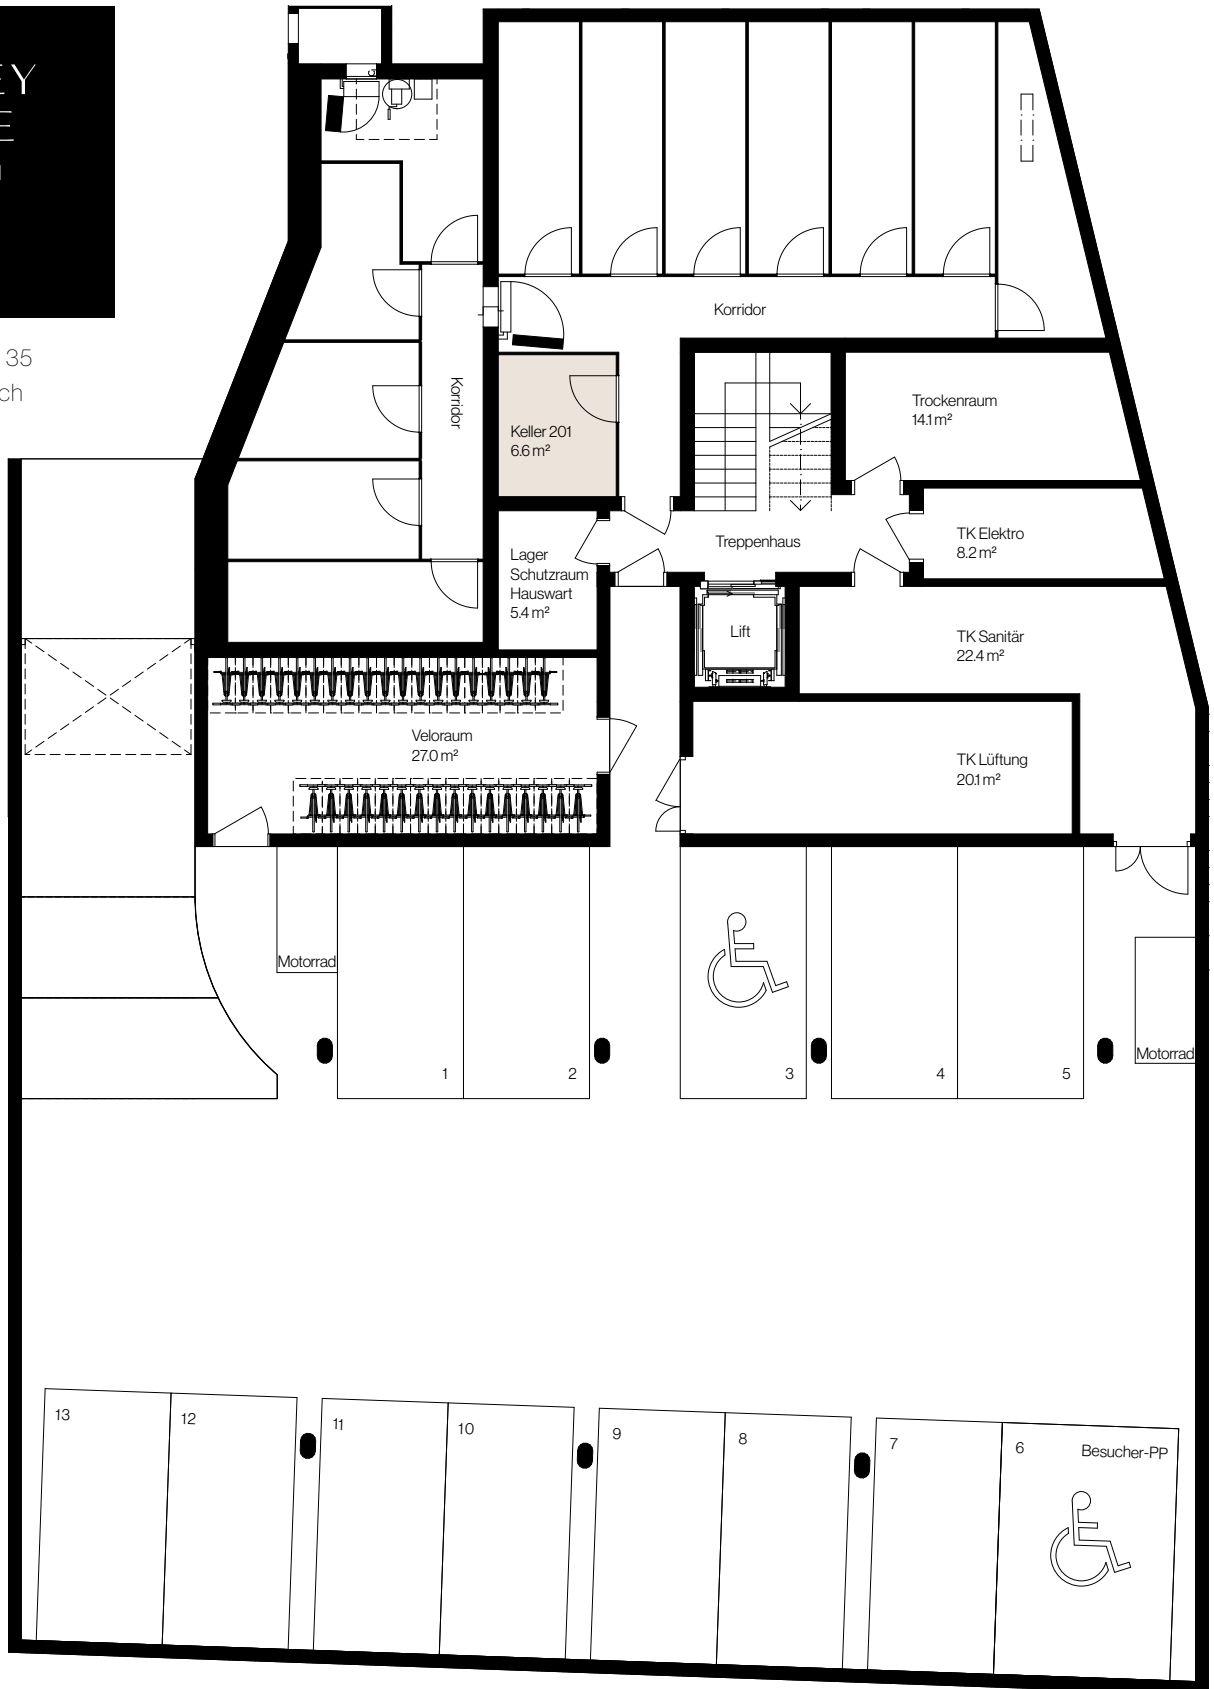 EY
E
35
ch
Korridor
Korridor
Keller 201
6.6 m²
Trockenraum
14.1 m²
Treppenhaus
TK Elektro
8.2 m²
Lager
Schutzraum
Hauswart
5.4 m²
Lift
TK Sanitär
22.4 m²
Veloraum
27.0 m²
TK Lüftung
20.1 m²
Motorrad
Motorrad
1
2
3
4
5
13
12
11
10
9
8
7
6
Besucher-PP